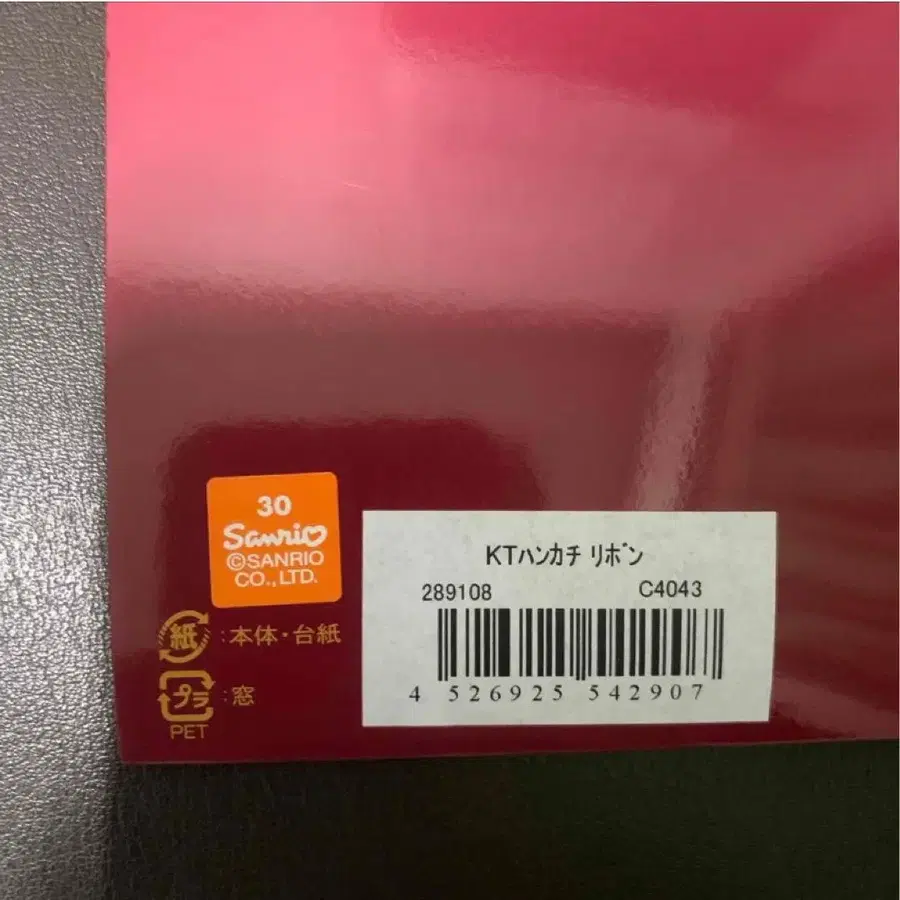 30
Sanrio
©SANRIO
CO.,LTD.
KTﾊﾝｶﾁ ﾘﾎﾞﾝ
289108 C4043
4 526925 542907
紙 :本体・台紙
プラ :窓
PET